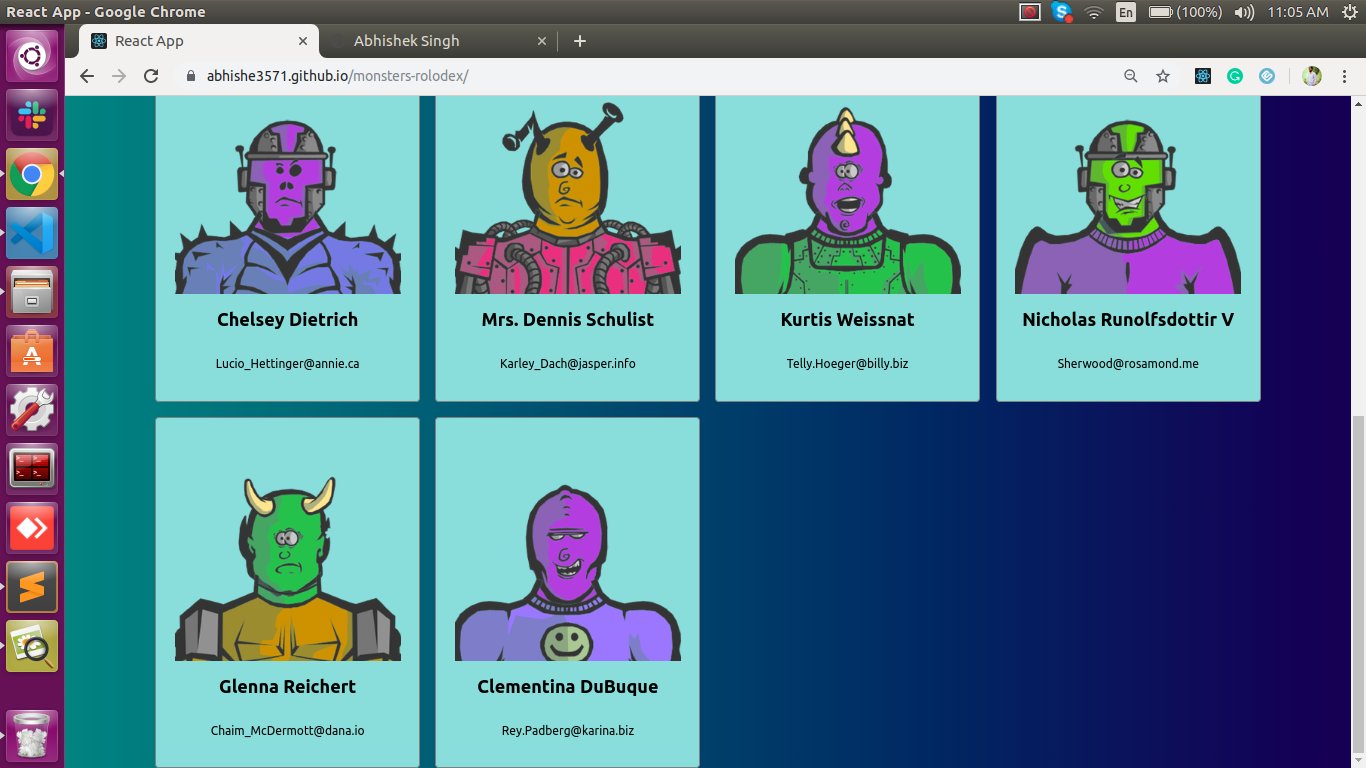 React App - Google Chrome
En
(100%)
11:05 AM
React App
Abhishek Singh
abhishe3571.github.io/monsters-rolodex/
Chelsey Dietrich
Mrs. Dennis Schulist
Kurtis Weissnat
Nicholas Runolfsdottir V
Lucio_Hettinger@annie.ca
Karley_Dach@jasper.info
Telly.Hoeger@billy.biz
Sherwood@rosamond.me
Glenna Reichert
Clementina DuBuque
Chaim_McDermott@dana.io
Rey.Padberg@karina.biz